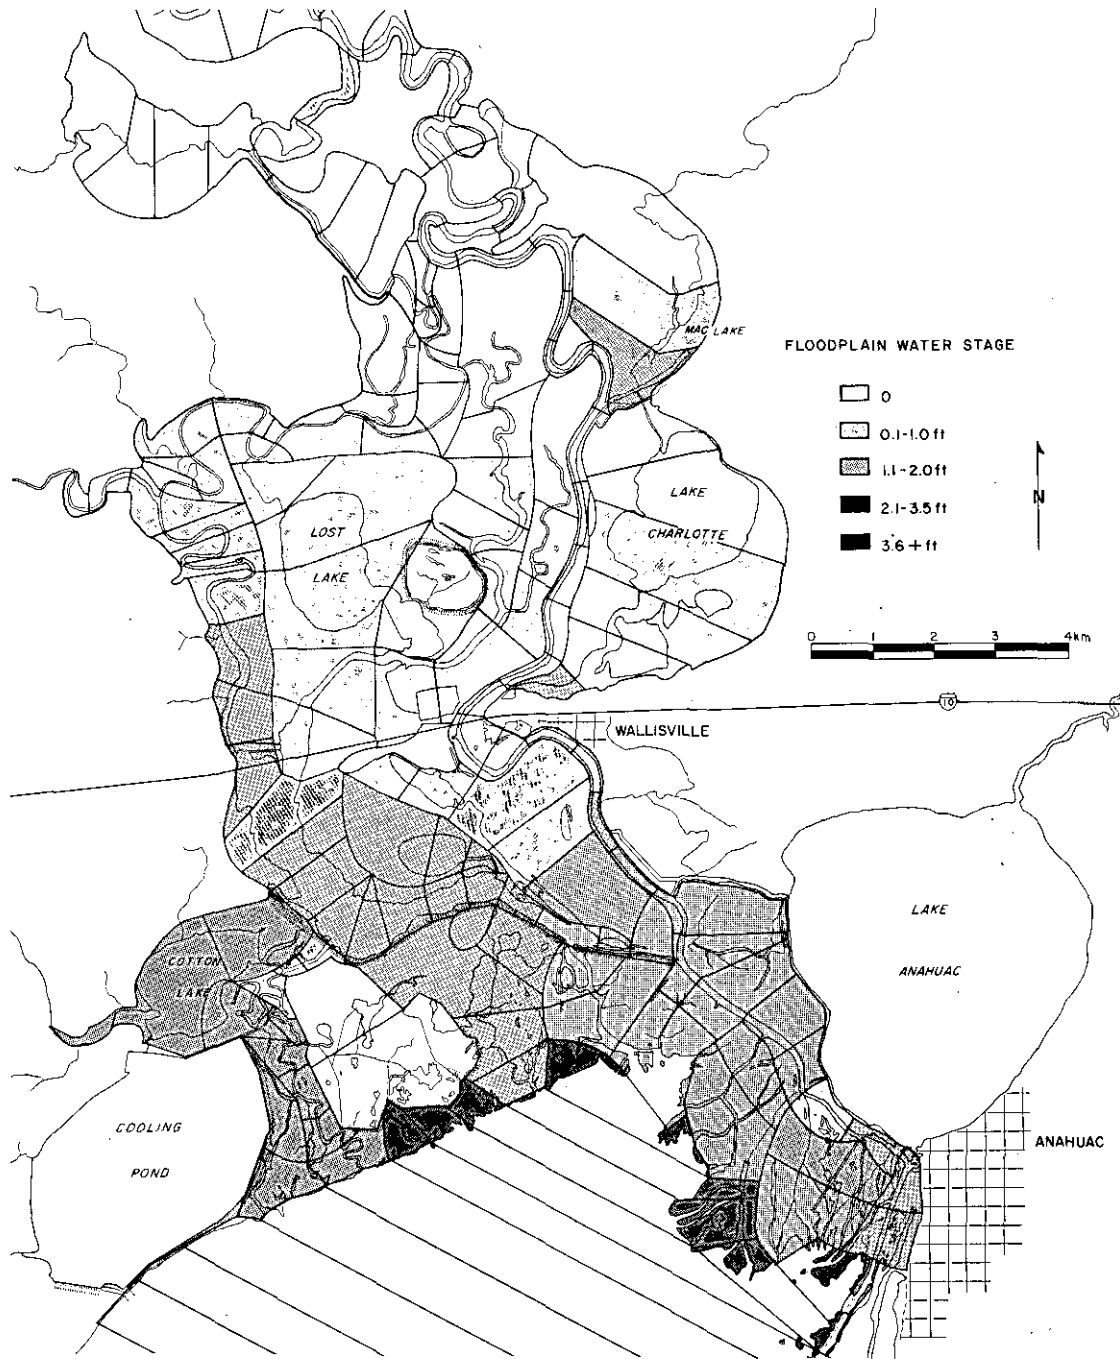 MAC LAKE
FLOODPLAIN WATER STAGE
0
0.1-1.0 ft
1.1-2.0 ft
2.1-3.5 ft
3.6 + ft
N
LAKE
CHARLOTTE
LOST
LAKE
0 1 2 3 4km
10
WALLISVILLE
LAKE
ANAHUAC
COTTON
LAKE
COOLING
POND
ANAHUAC